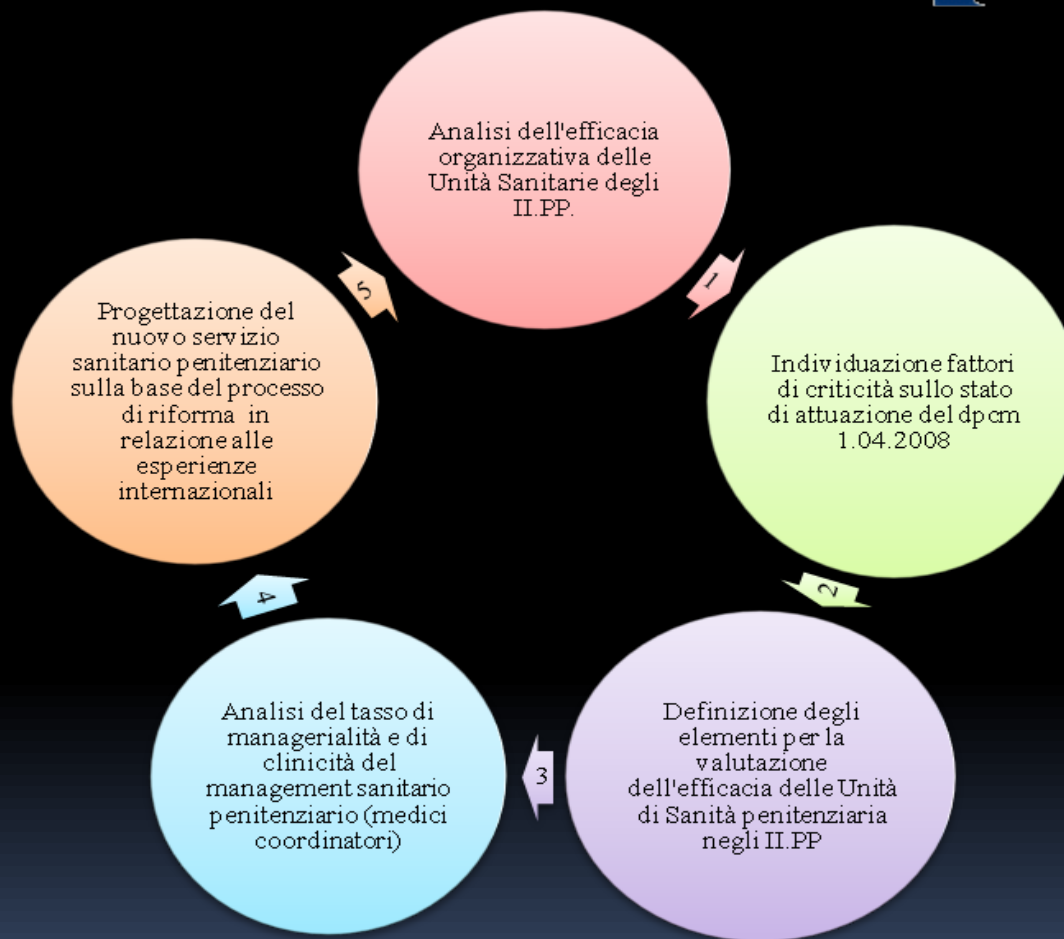 Analisi dell'efficacia
organizzativa delle
Unità Sanitarie degli
II.PP.
1
Individuazione fattori
di criticità sullo stato
di attuazione del dpcm
1.04.2008
2
Definizione degli
elementi per la
valutazione
dell'efficacia delle Unità
di Sanità penitenziaria
negli II.PP
3
Analisi del tasso di
managerialità e di
clinicità del
management sanitario
penitenziario (medici
coordinatori)
4
Progettazione del
nuovo servizio
sanitario penitenziario
sulla base del processo
di riforma in
relazione alle
esperienze
internazionali
5